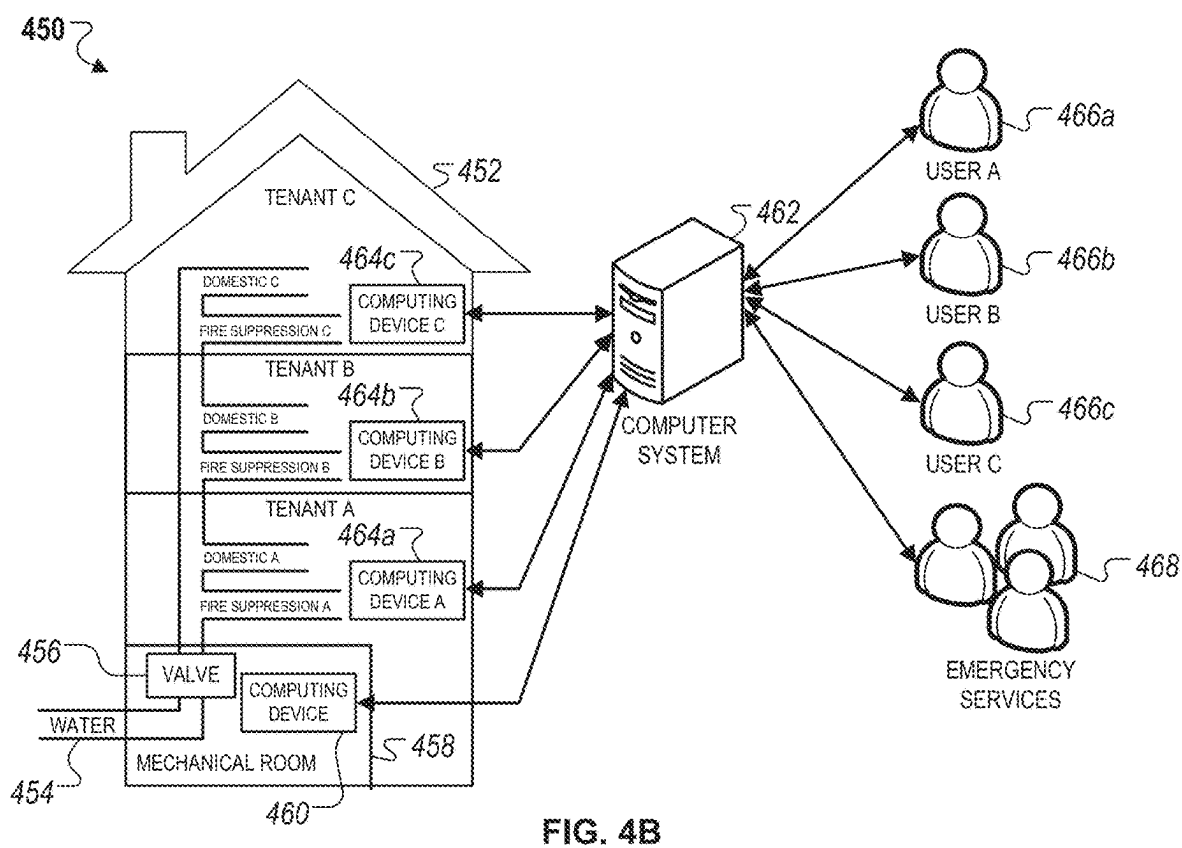 450
452
TENANT C
462
466a
USER A
464c
DOMESTIC C
COMPUTING
DEVICE C
FIRE SUPPRESSION C
466b
USER B
TENANT B
464b
DOMESTIC B
COMPUTING
DEVICE B
FIRE SUPPRESSION B
COMPUTER
SYSTEM
466c
USER C
TENANT A
464a
DOMESTIC A
COMPUTING
DEVICE A
FIRE SUPPRESSION A
468
EMERGENCY
SERVICES
456
VALVE
COMPUTING
DEVICE
WATER
MECHANICAL ROOM
458
454
460
FIG. 4B